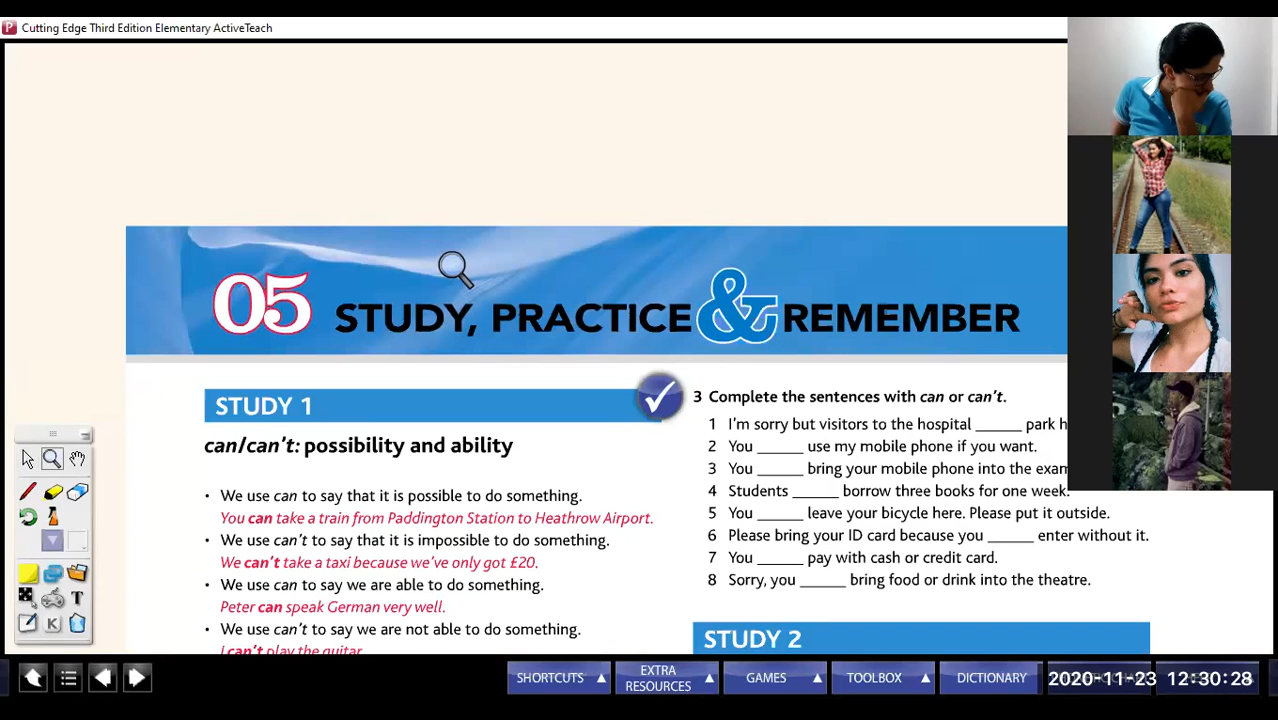 Cutting Edge Third Edition Elementary ActiveTeach
05 STUDY, PRACTICE & REMEMBER
STUDY 1
can/can't: possibility and ability
• We use can to say that it is possible to do something.
You can take a train from Paddington Station to Heathrow Airport.
• We use can't to say that it is impossible to do something.
We can't take a taxi because we've only got £20.
• We use can to say we are able to do something.
Peter can speak German very well.
• We use can't to say we are not able to do something.
I can't play the guitar
3 Complete the sentences with can or can't.
1 I'm sorry but visitors to the hospital ______ park h
2 You ______ use my mobile phone if you want.
3 You ______ bring your mobile phone into the exam
4 Students ______ borrow three books for one week.
5 You ______ leave your bicycle here. Please put it outside.
6 Please bring your ID card because you ______ enter without it.
7 You ______ pay with cash or credit card.
8 Sorry, you ______ bring food or drink into the theatre.
STUDY 2
T
K
SHORTCUTS
EXTRA
RESOURCES
GAMES
TOOLBOX
DICTIONARY
2020-11-23 12:30:28